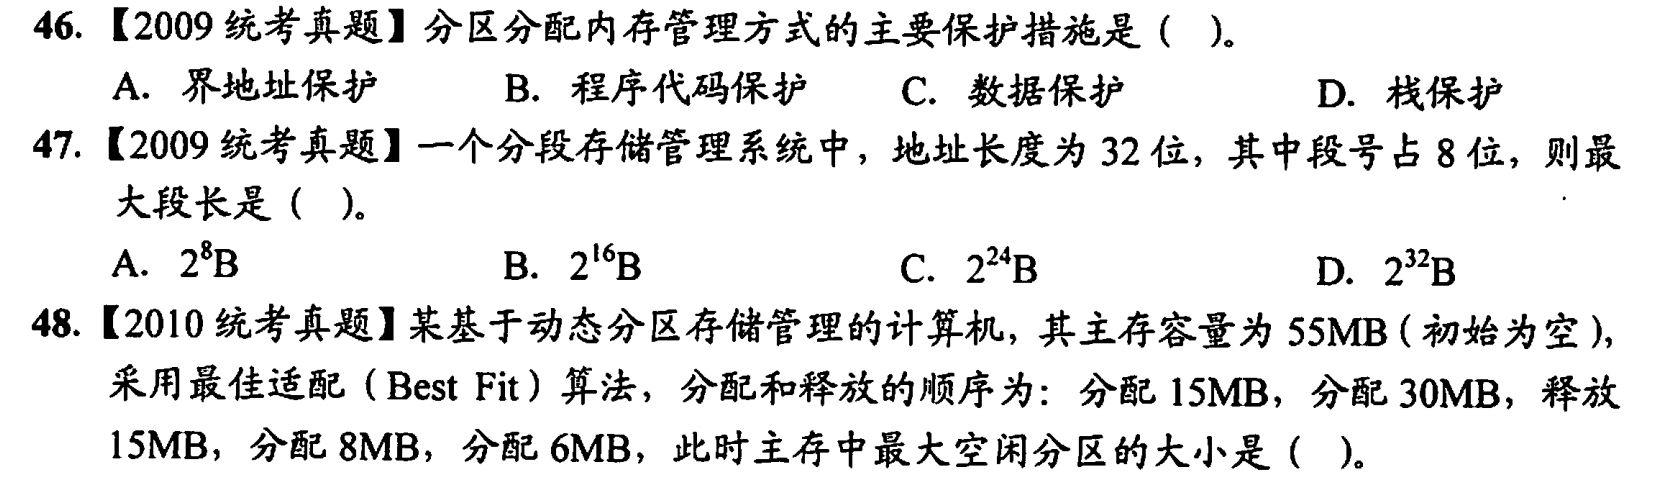 46. 【2009 统考真题】分区分配内存管理方式的主要保护措施是（ ）。
A. 界地址保护 B. 程序代码保护 C. 数据保护 D. 栈保护
47. 【2009 统考真题】一个分段存储管理系统中，地址长度为 32 位，其中段号占 8 位，则最
大段长是（ ）。
A. 2⁸B B. 2¹⁶B C. 2²⁴B D. 2³²B
48. 【2010 统考真题】某基于动态分区存储管理的计算机，其主存容量为 55MB（初始为空），
采用最佳适配（Best Fit）算法，分配和释放的顺序为：分配 15MB，分配 30MB，释放
15MB，分配 8MB，分配 6MB，此时主存中最大空闲分区的大小是（ ）。